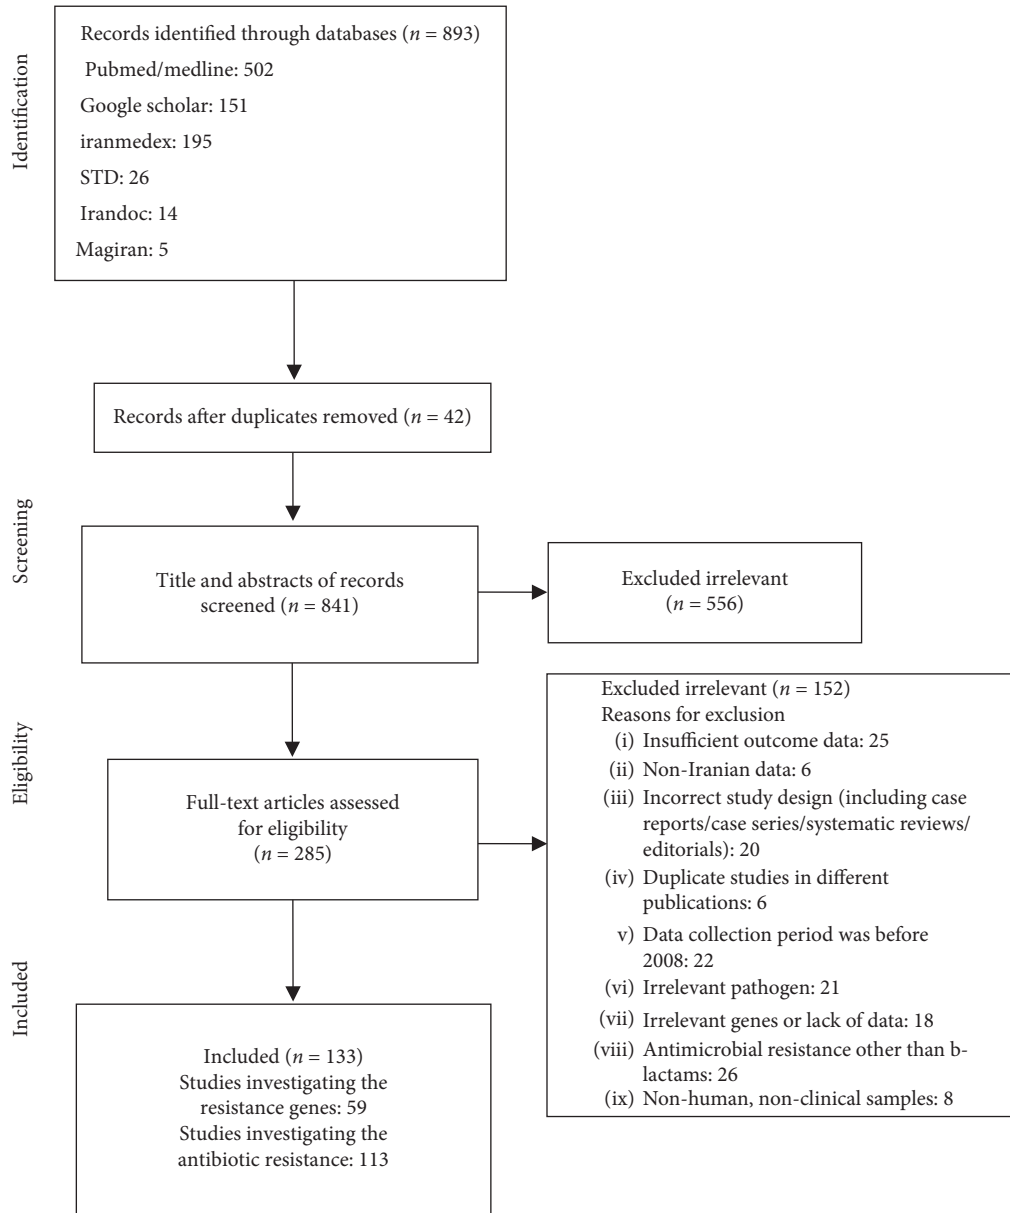 Identification
Records identified through databases (n = 893)
Pubmed/medline: 502
Google scholar: 151
iranmedex: 195
STD: 26
Irandoc: 14
Magiran: 5
Records after duplicates removed (n = 42)
Screening
Title and abstracts of records
screened (n = 841)
Excluded irrelevant
(n = 556)
Eligibility
Full-text articles assessed
for eligibility
(n = 285)
Excluded irrelevant (n = 152)
Reasons for exclusion
(i) Insufficient outcome data: 25
(ii) Non-Iranian data: 6
(iii) Incorrect study design (including case
reports/case series/systematic reviews/
editorials): 20
(iv) Duplicate studies in different
publications: 6
v) Data collection period was before
2008: 22
(vi) Irrelevant pathogen: 21
(vii) Irrelevant genes or lack of data: 18
(viii) Antimicrobial resistance other than b-
lactams: 26
(ix) Non-human, non-clinical samples: 8
Included
Included (n = 133)
Studies investigating the
resistance genes: 59
Studies investigating the
antibiotic resistance: 113